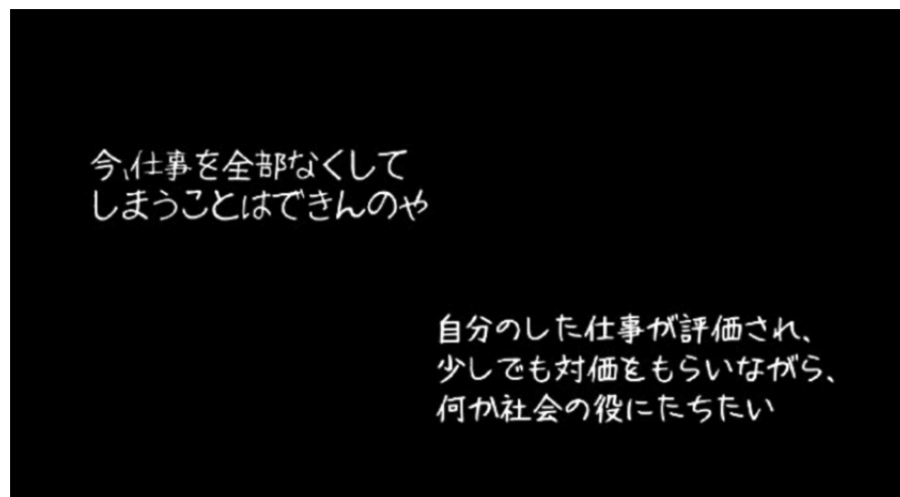 今、仕事を全部なくして
しまうことはできんのや
自分のした仕事が評価され、
少しでも対価をもらいながら、
何か社会の役にたちたい